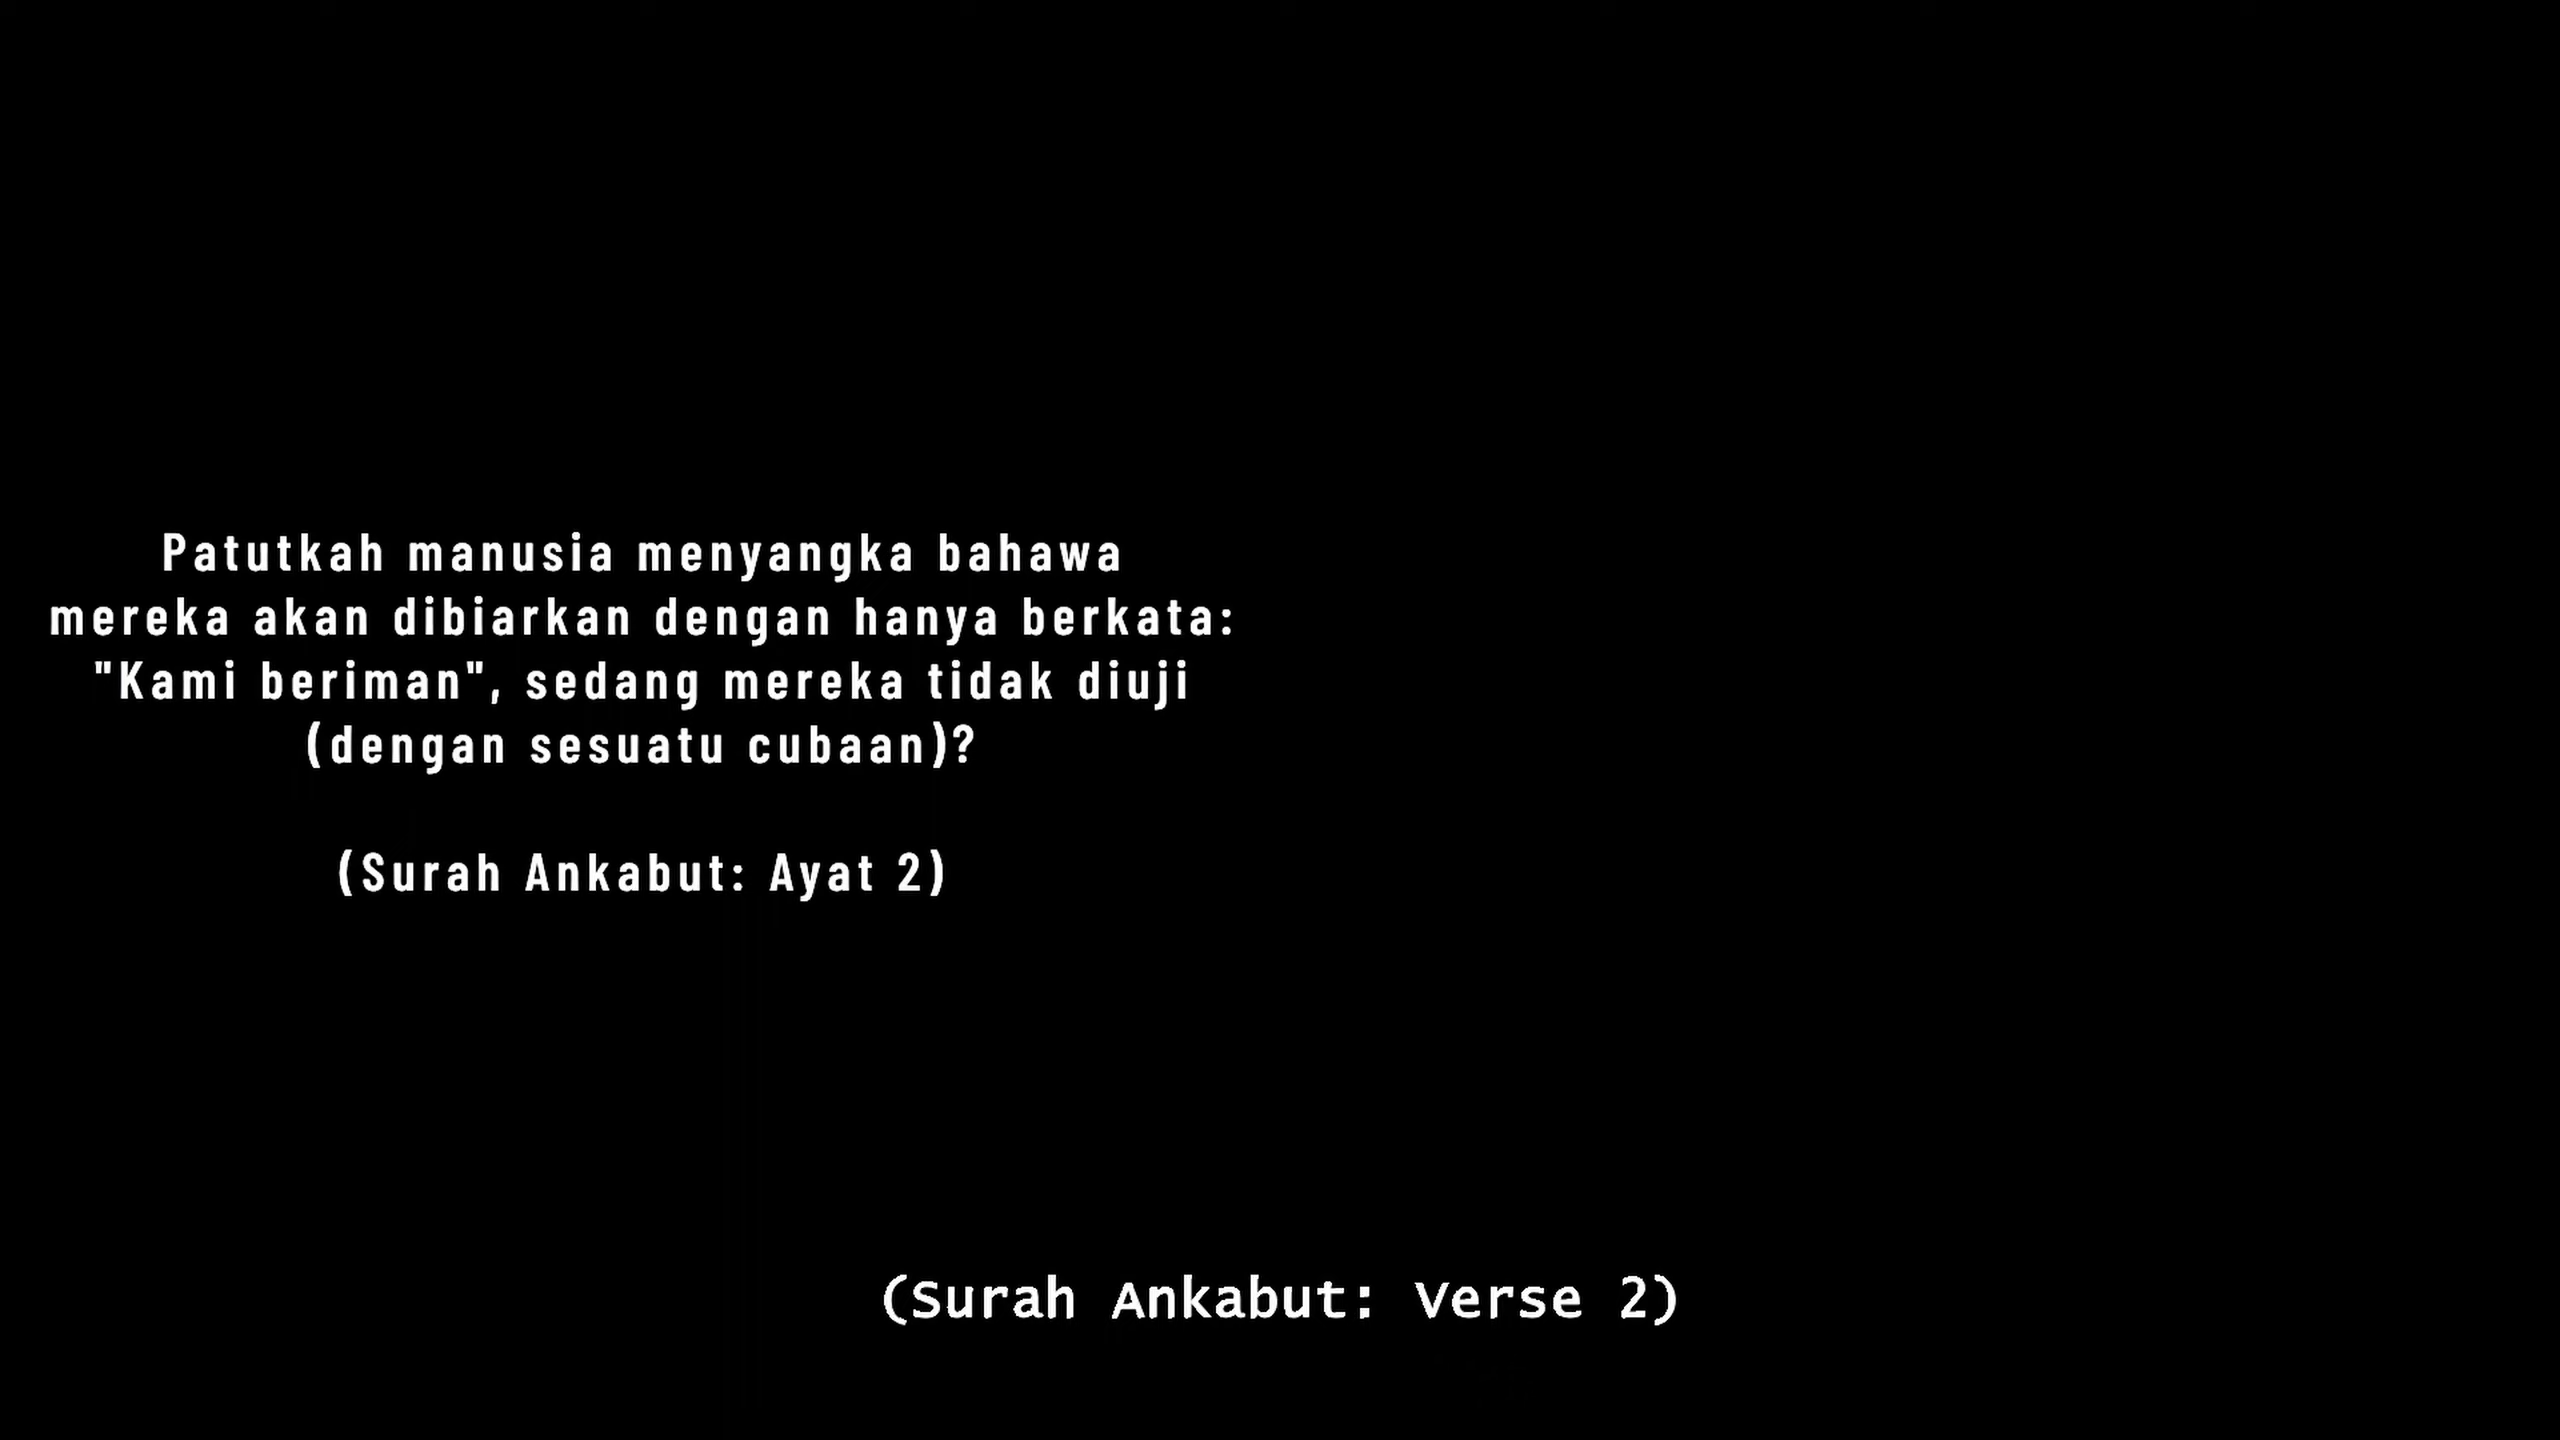 Patutkah manusia menyangka bahawa
mereka akan dibiarkan dengan hanya berkata:
"Kami beriman", sedang mereka tidak diuji
(dengan sesuatu cubaan)?
(Surah Ankabut: Ayat 2)
(Surah Ankabut: Verse 2)